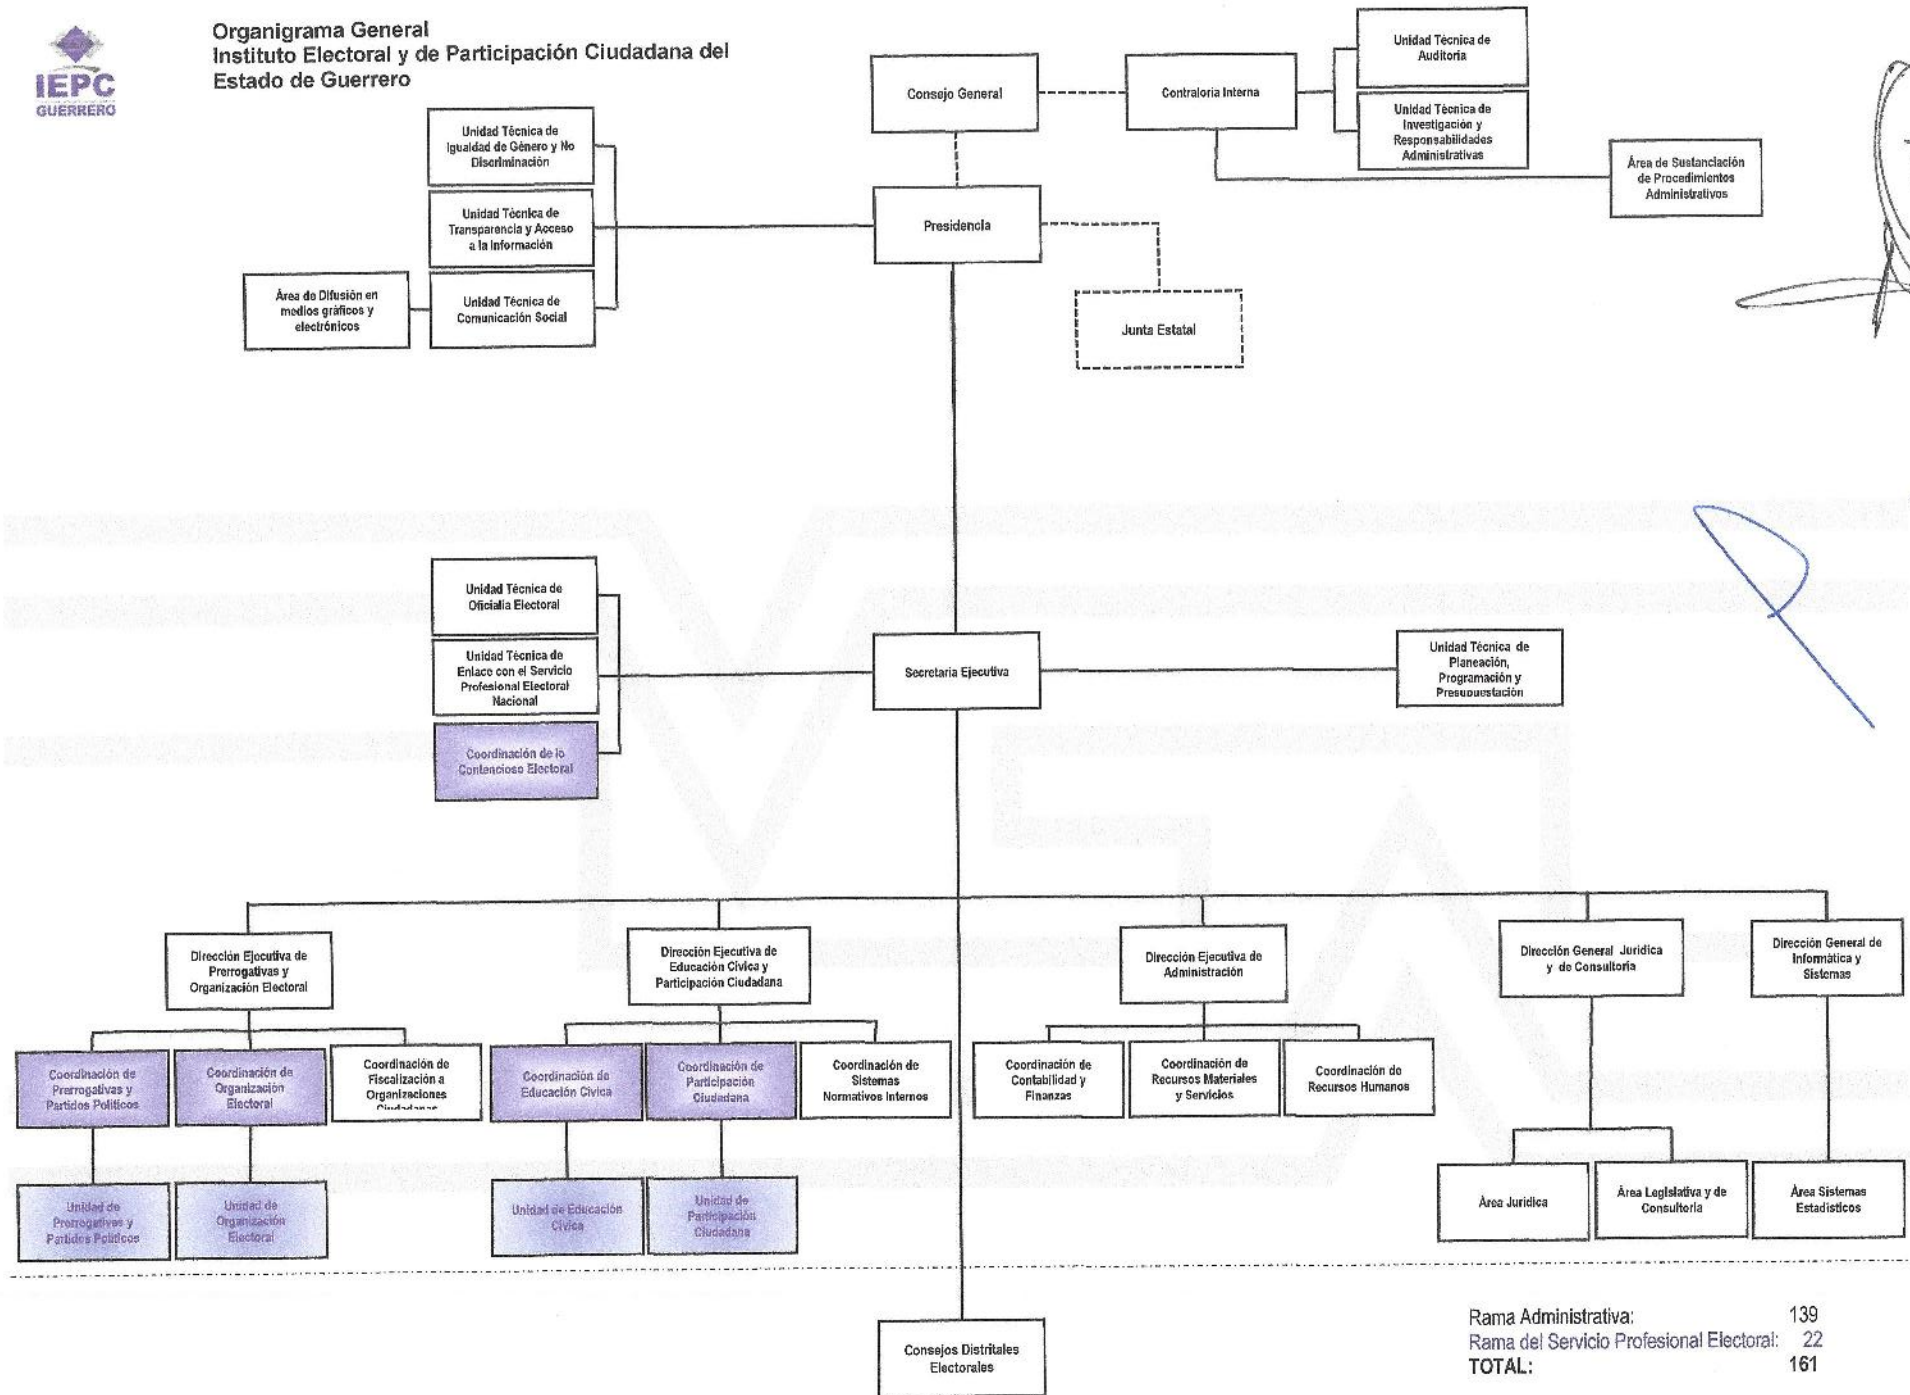 IEPC
GUERRERO
Organigrama General
Instituto Electoral y de Participación Ciudadana del
Estado de Guerrero
Consejo General
Contraloría Interna
Unidad Técnica de
Auditoria
Unidad Técnica de
Investigación y
Responsabilidades
Administrativas
Área de Sustanciación
de Procedimientos
Administrativos
Unidad Técnica de
Igualdad de Género y No
Discriminación
Unidad Técnica de
Transparencia y Acceso
a la Información
Unidad Técnica de
Comunicación Social
Área de Difusión en
medios gráficos y
electrónicos
Presidencia
Junta Estatal
Unidad Técnica de
Oficialía Electoral
Unidad Técnica de
Enlace con el Servicio
Profesional Electoral
Nacional
Coordinación de lo
Contencioso Electoral
Secretaria Ejecutiva
Unidad Técnica de
Planeación,
Programación y
Presupuestación
Dirección Ejecutiva de
Prerrogativas y
Organización Electoral
Dirección Ejecutiva de
Educación Cívica y
Participación Ciudadana
Dirección Ejecutiva de
Administración
Dirección General Jurídica
y de Consultoría
Dirección General de
Informática y
Sistemas
Coordinación de
Prerrogativas y
Partidos Políticos
Coordinación de
Organización
Electoral
Coordinación de
Fiscalización a
Organizaciones
Ciudadanas
Coordinación de
Educación Cívica
Coordinación de
Participación
Ciudadana
Coordinación de
Sistemas
Normativos Internos
Coordinación de
Contabilidad y
Finanzas
Coordinación de
Recursos Materiales
y Servicios
Coordinación de
Recursos Humanos
Unidad de
Prerrogativas y
Partidos Políticos
Unidad de
Organización
Electoral
Unidad de Educación
Cívica
Unidad de
Participación
Ciudadana
Área Jurídica
Área Legislativa y de
Consultoría
Área Sistemas
Estadísticos
Consejos Distritales
Electorales
Rama Administrativa: 139
Rama del Servicio Profesional Electoral: 22
TOTAL: 161